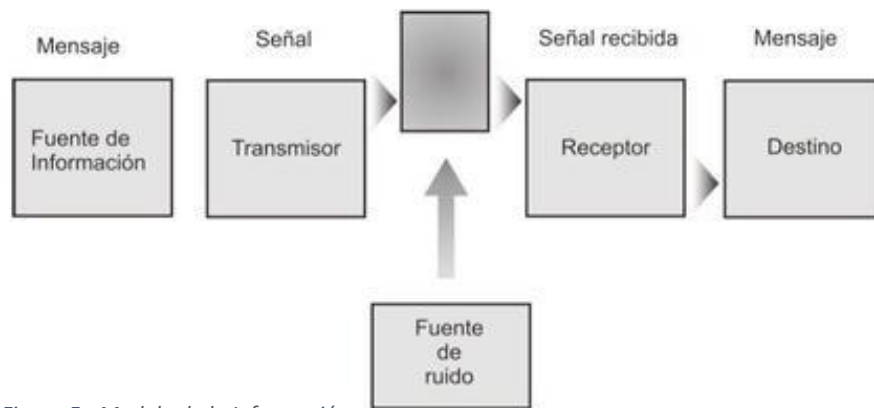 Mensaje
Señal
Señal recibida
Mensaje
Fuente de
Información
Transmisor
Receptor
Destino
Fuente
de
ruido